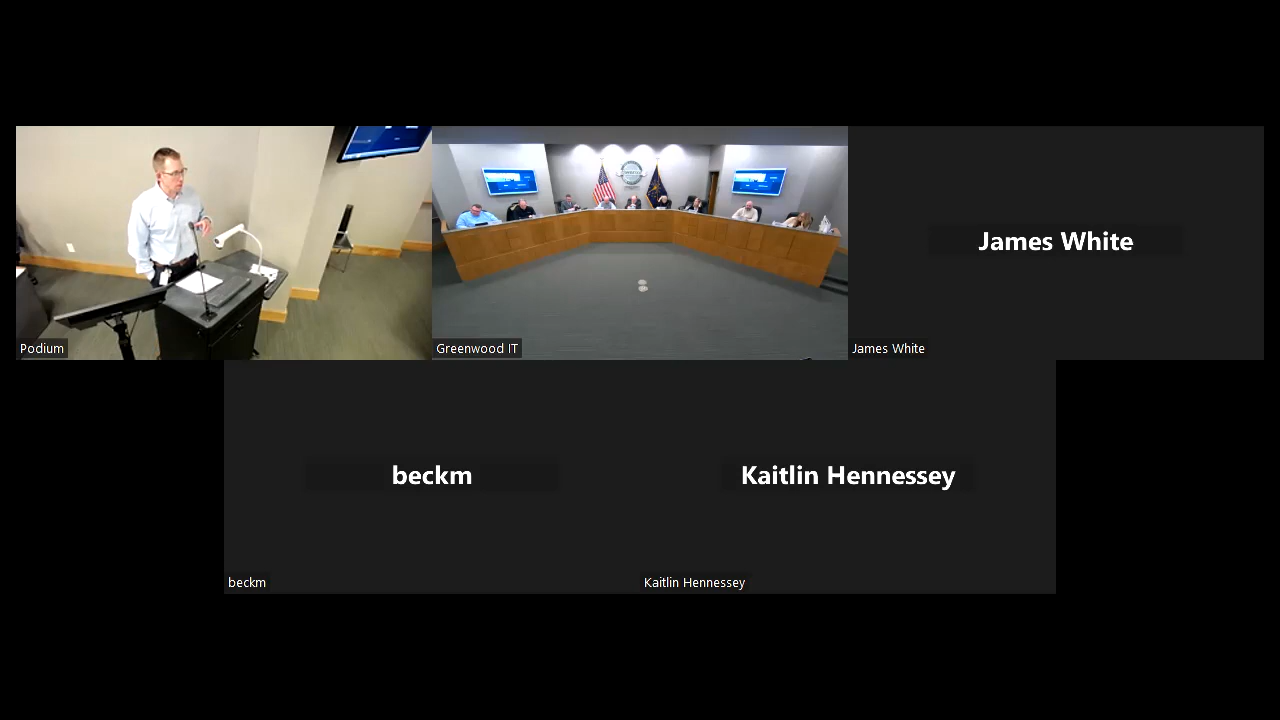 James White
Podium
Greenwood IT
James White
beckm
Kaitlin Hennessey
beckm
Kaitlin Hennessey